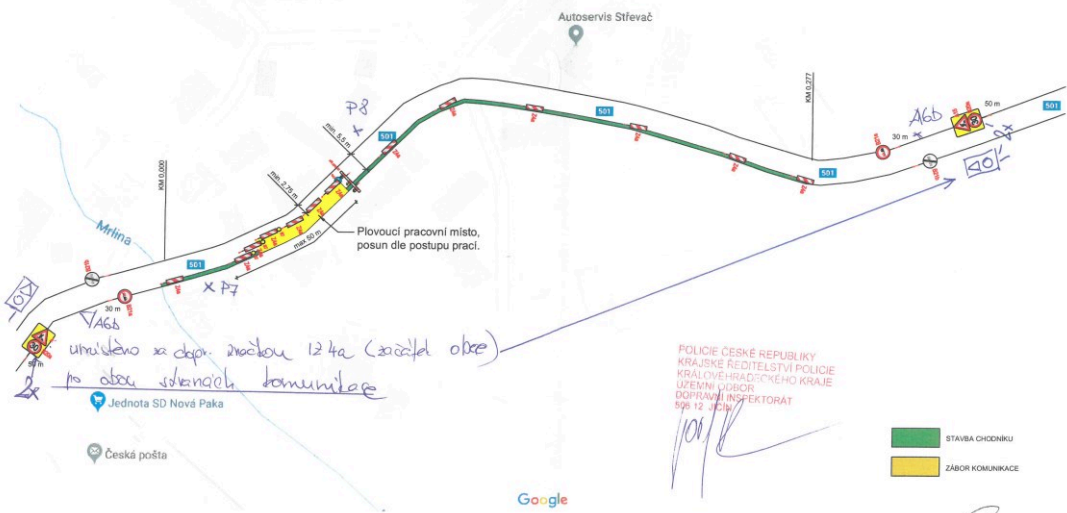 Autoservis Střevač
KM 0,277
A6b
50 m
501
30 m
2x
P8
501
501
min. 5,5 m
KM 0,000
min. 2,75 m
501
501
Mrlina
max 50 m
Plovoucí pracovní místo,
posun dle postupu prací.
501
P7
30 m
A6b
umístěno za dopr. značkou IZ 4a (začátek obce)
50 m
2x po obou stranách komunikace
Jednota SD Nová Paka
Česká pošta
POLICIE ČESKÉ REPUBLIKY
KRAJSKÉ ŘEDITELSTVÍ POLICIE
KRÁLOVÉHRADECKÉHO KRAJE
ÚZEMNÍ ODBOR
DOPRAVNÍ INSPEKTORÁT
506 12 JIČÍN
STAVBA CHODNÍKU
ZÁBOR KOMUNIKACE
Google